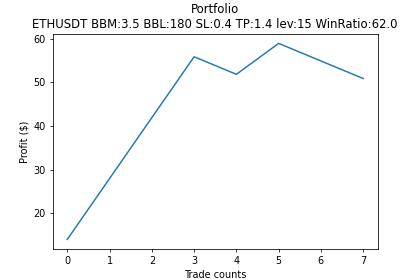 Portfolio
ETHUSDT BBM:3.5 BBL:180 SL:0.4 TP:1.4 lev:15 WinRatio:62.0
60
50
40
30
20
Profit ($)
0 1 2 3 4 5 6 7
Trade counts